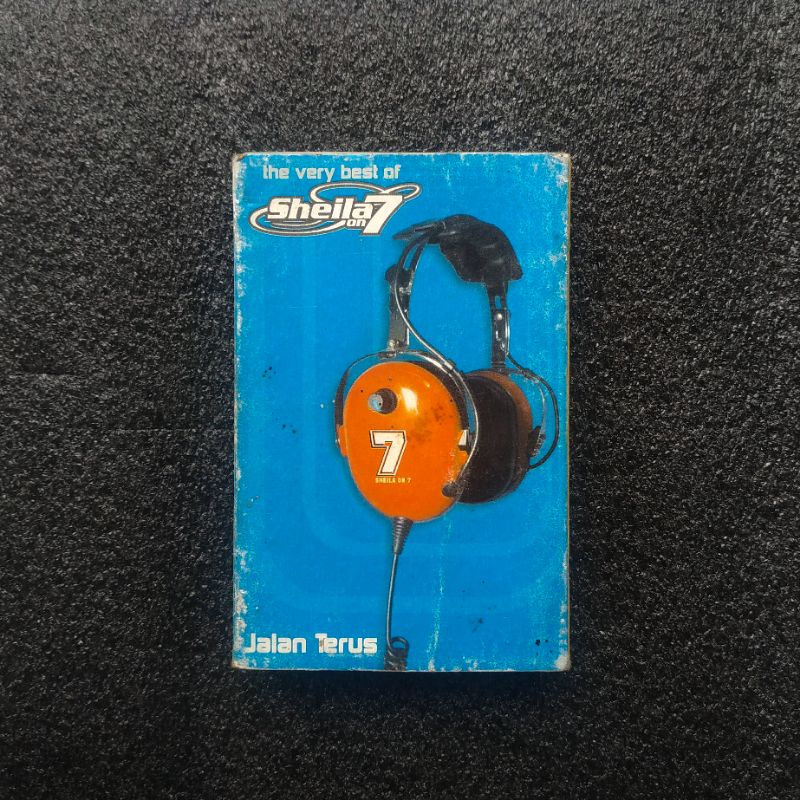 the very best of
Sheila
on 7
7
SHEILA ON 7
Jalan Terus